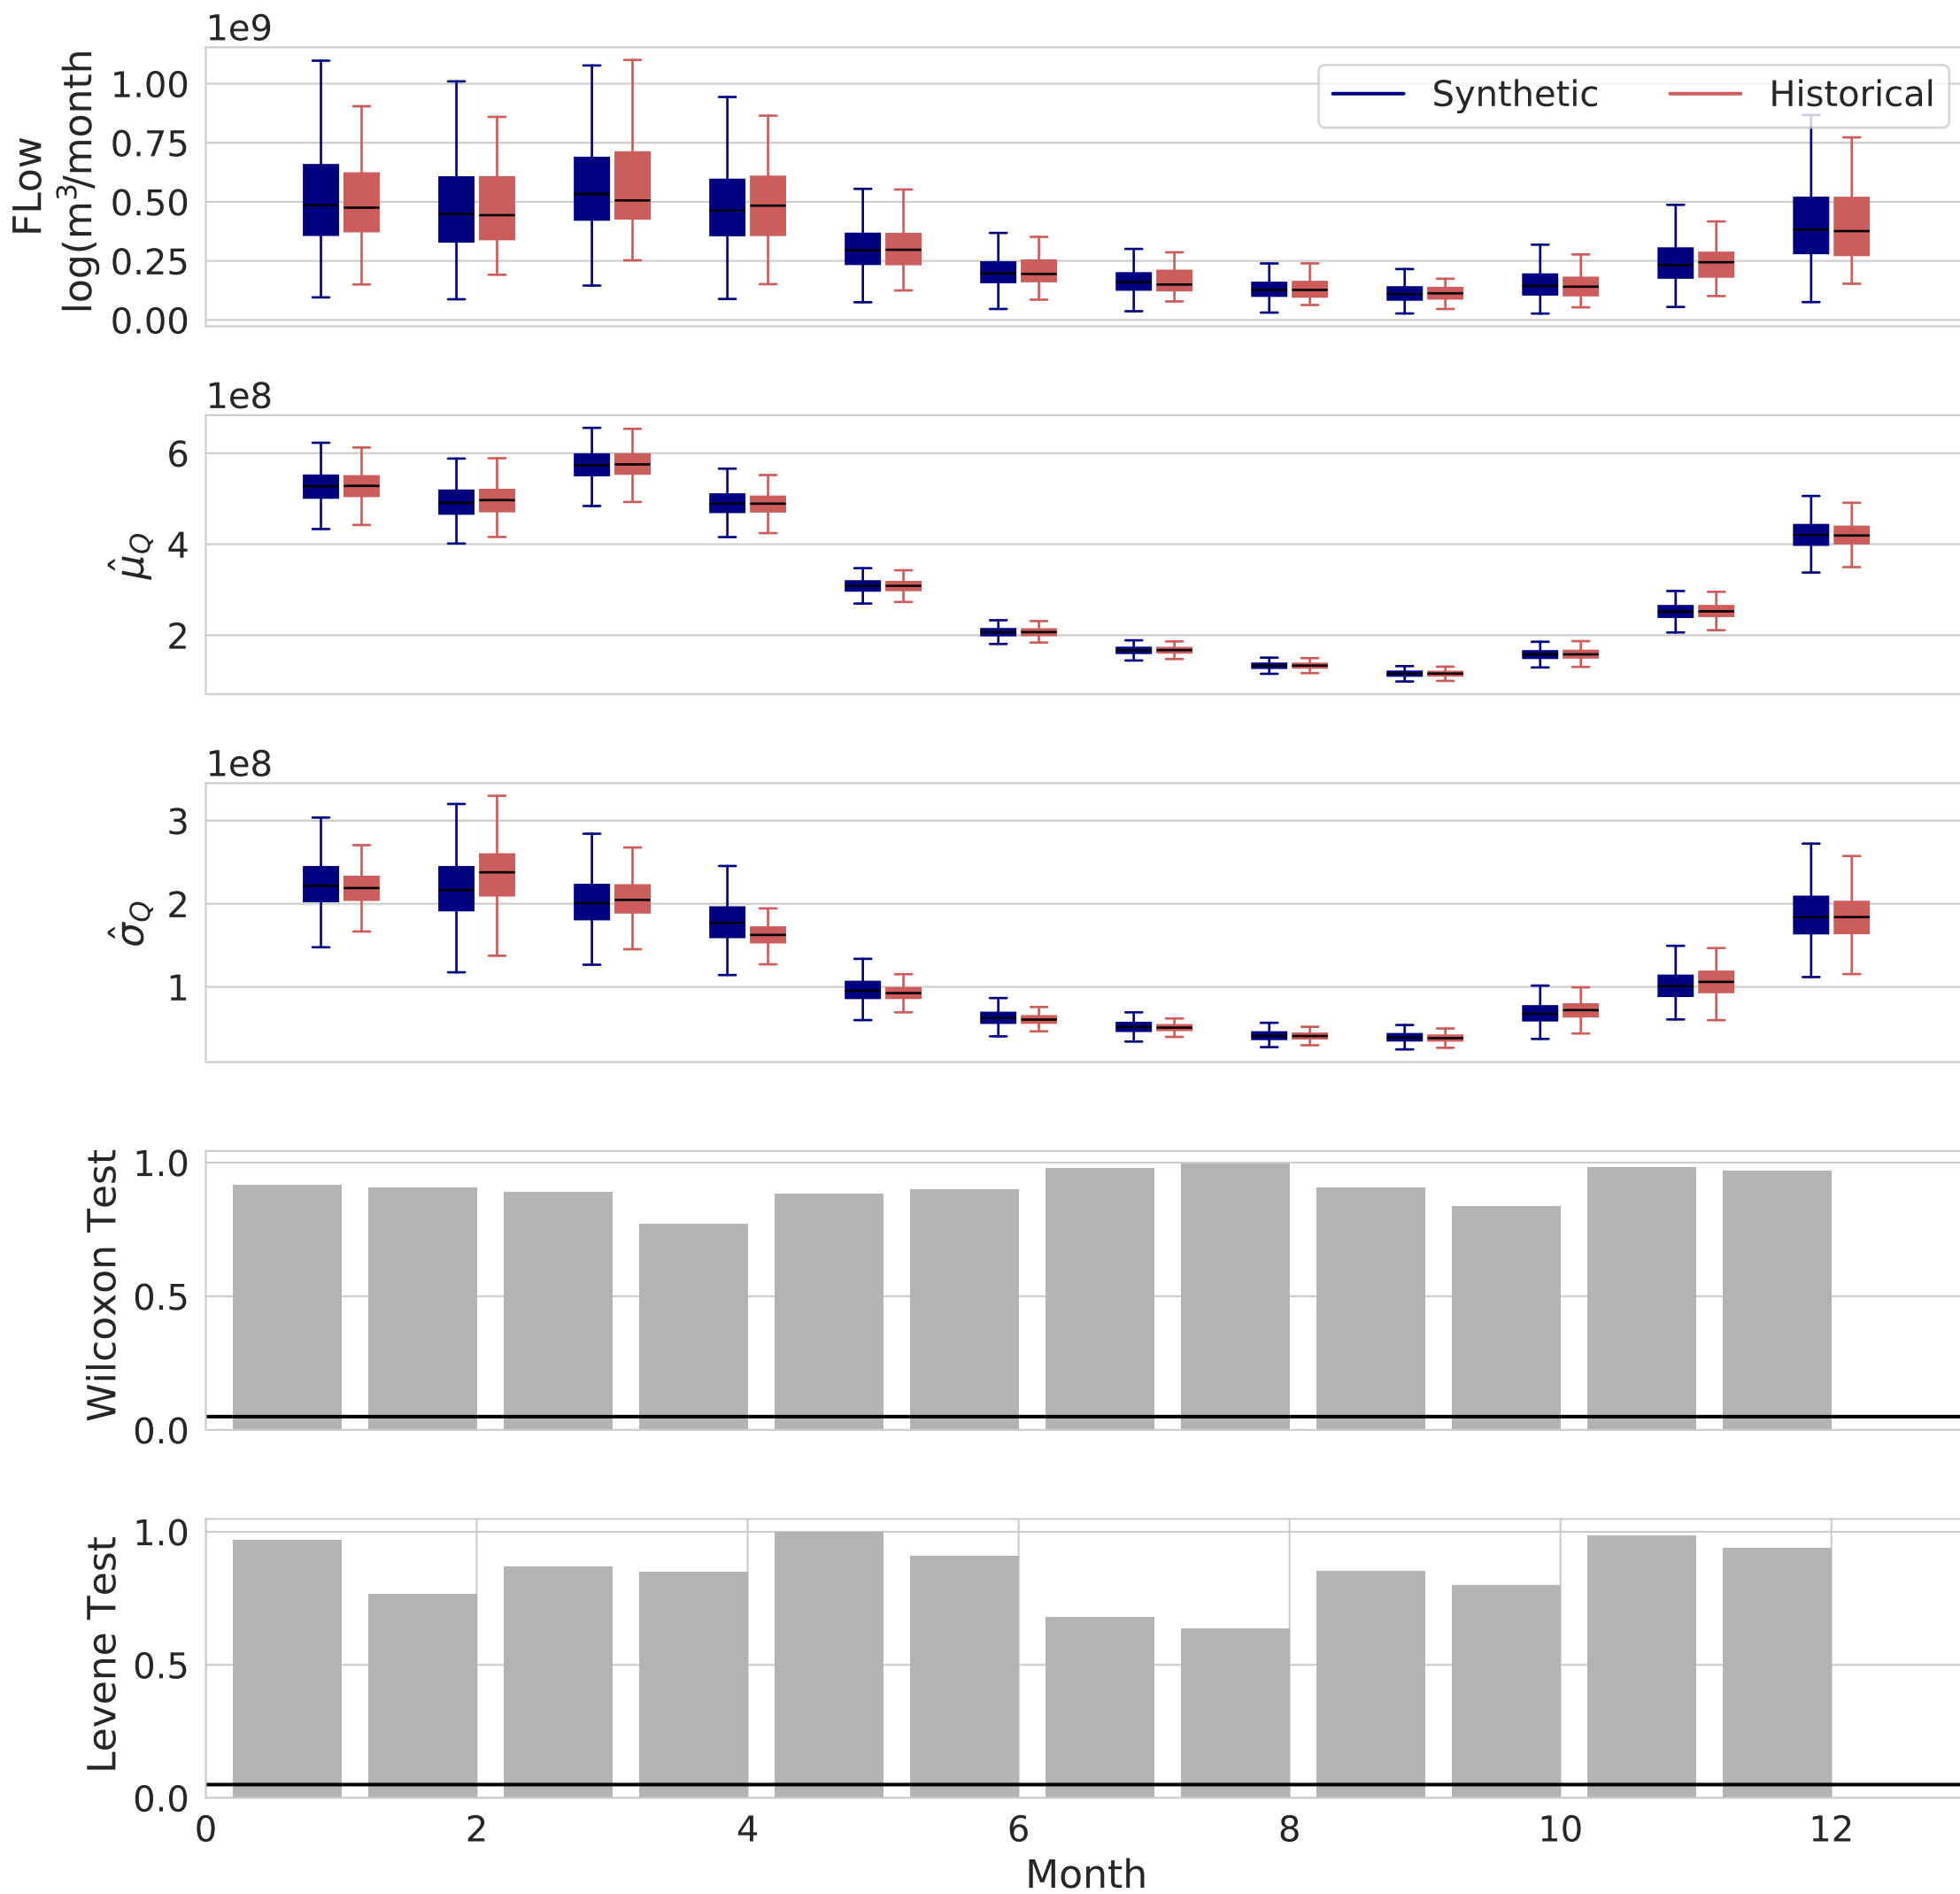 1e9
FLow
log(m³/month
1.00
0.75
0.50
0.25
0.00
Synthetic Historical
1e8
μ̂Q
6
4
2
1e8
σ̂Q
3
2
1
Wilcoxon Test
1.0
0.5
0.0
Levene Test
1.0
0.5
0.0
0 2 4 6 8 10 12
Month